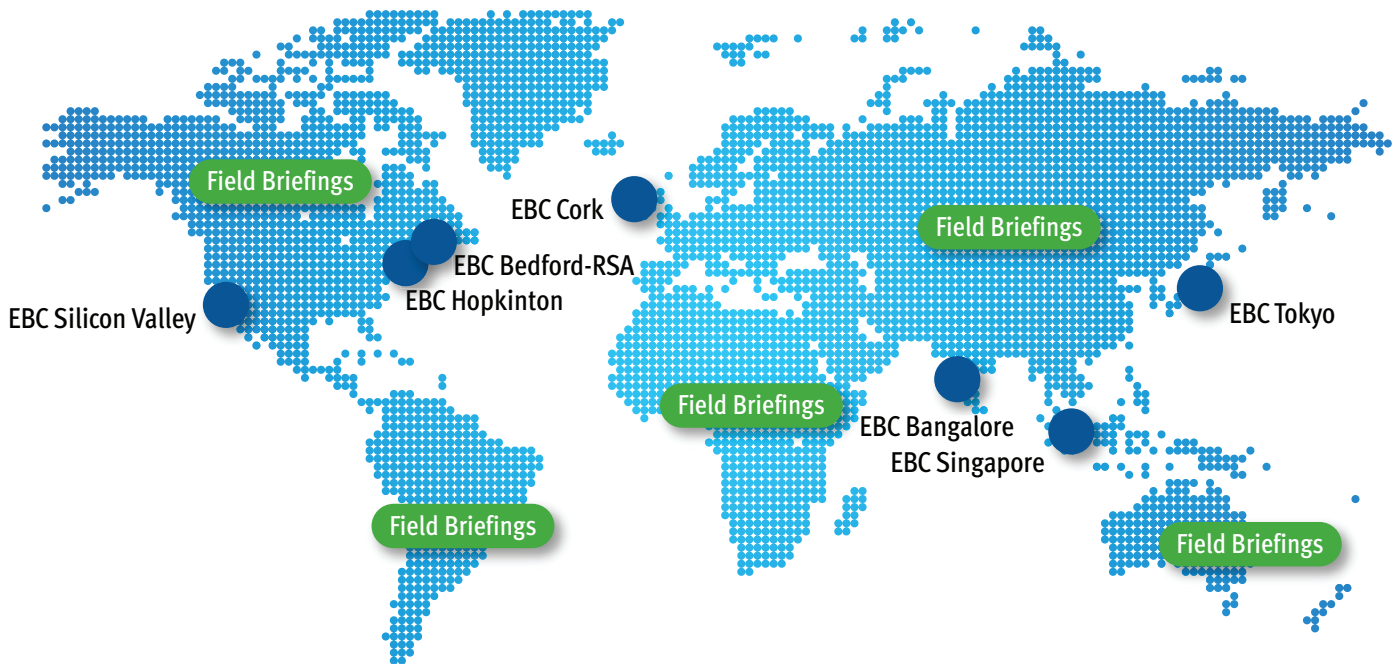 Field Briefings
EBC Cork
Field Briefings
EBC Bedford-RSA
EBC Hopkinton
EBC Silicon Valley
EBC Tokyo
Field Briefings
EBC Bangalore
EBC Singapore
Field Briefings
Field Briefings